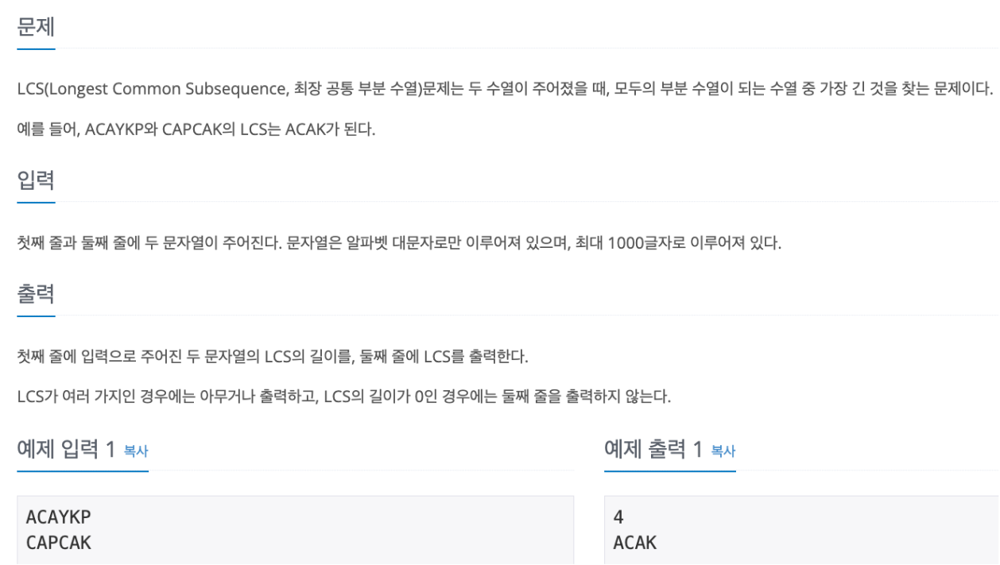 문제
LCS(Longest Common Subsequence, 최장 공통 부분 수열)문제는 두 수열이 주어졌을 때, 모두의 부분 수열이 되는 수열 중 가장 긴 것을 찾는 문제이다.
예를 들어, ACAYKP와 CAPCAK의 LCS는 ACAK가 된다.
입력
첫째 줄과 둘째 줄에 두 문자열이 주어진다. 문자열은 알파벳 대문자로만 이루어져 있으며, 최대 1000글자로 이루어져 있다.
출력
첫째 줄에 입력으로 주어진 두 문자열의 LCS의 길이를, 둘째 줄에 LCS를 출력한다.
LCS가 여러 가지인 경우에는 아무거나 출력하고, LCS의 길이가 0인 경우에는 둘째 줄을 출력하지 않는다.
예제 입력 1 복사
ACAYKP
CAPCAK
예제 출력 1 복사
4
ACAK